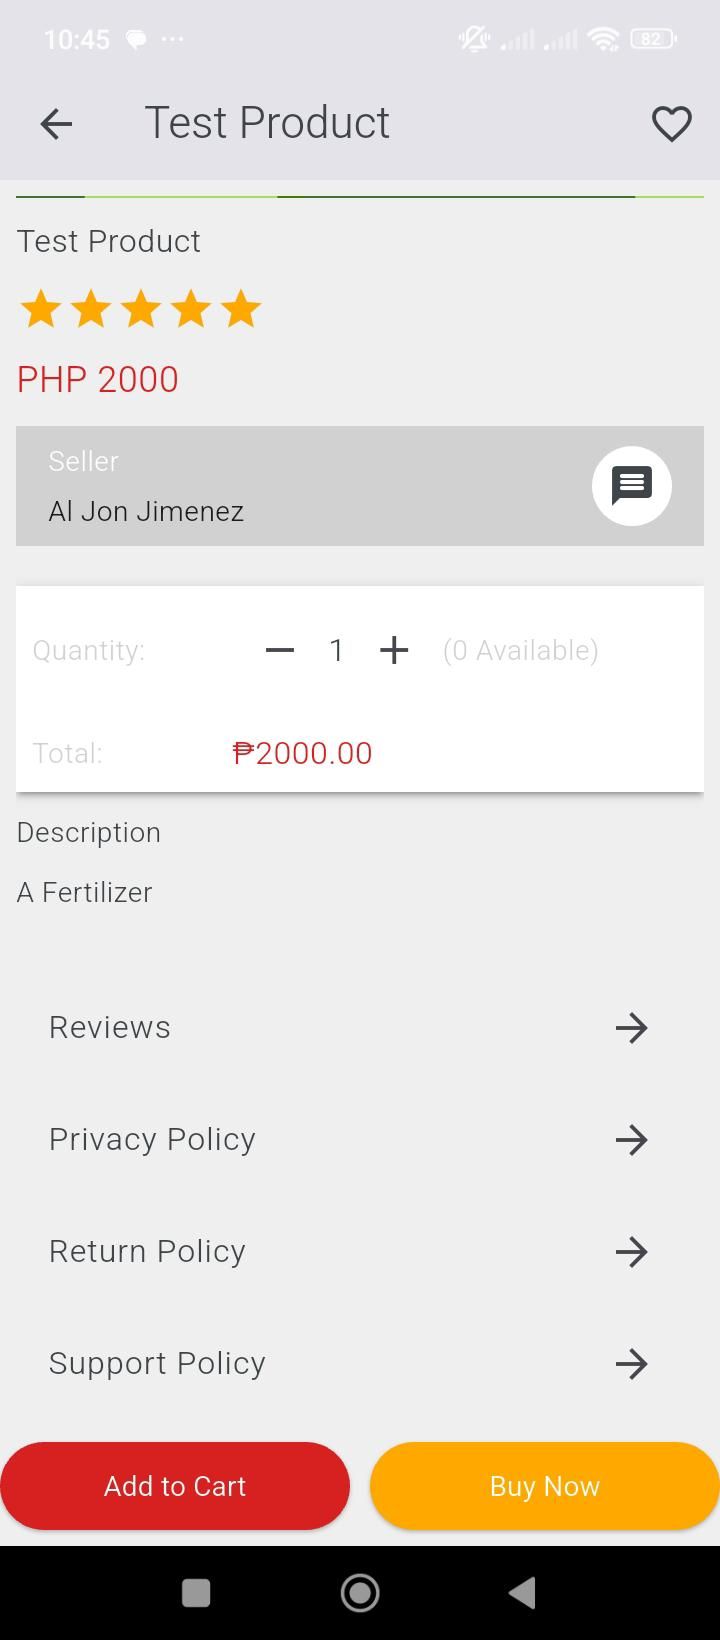 10:45
82
Test Product
Test Product
PHP 2000
Seller
Al Jon Jimenez
Quantity: 1 (0 Available)
Total: ₱2000.00
Description
A Fertilizer
Reviews
Privacy Policy
Return Policy
Support Policy
Add to Cart
Buy Now